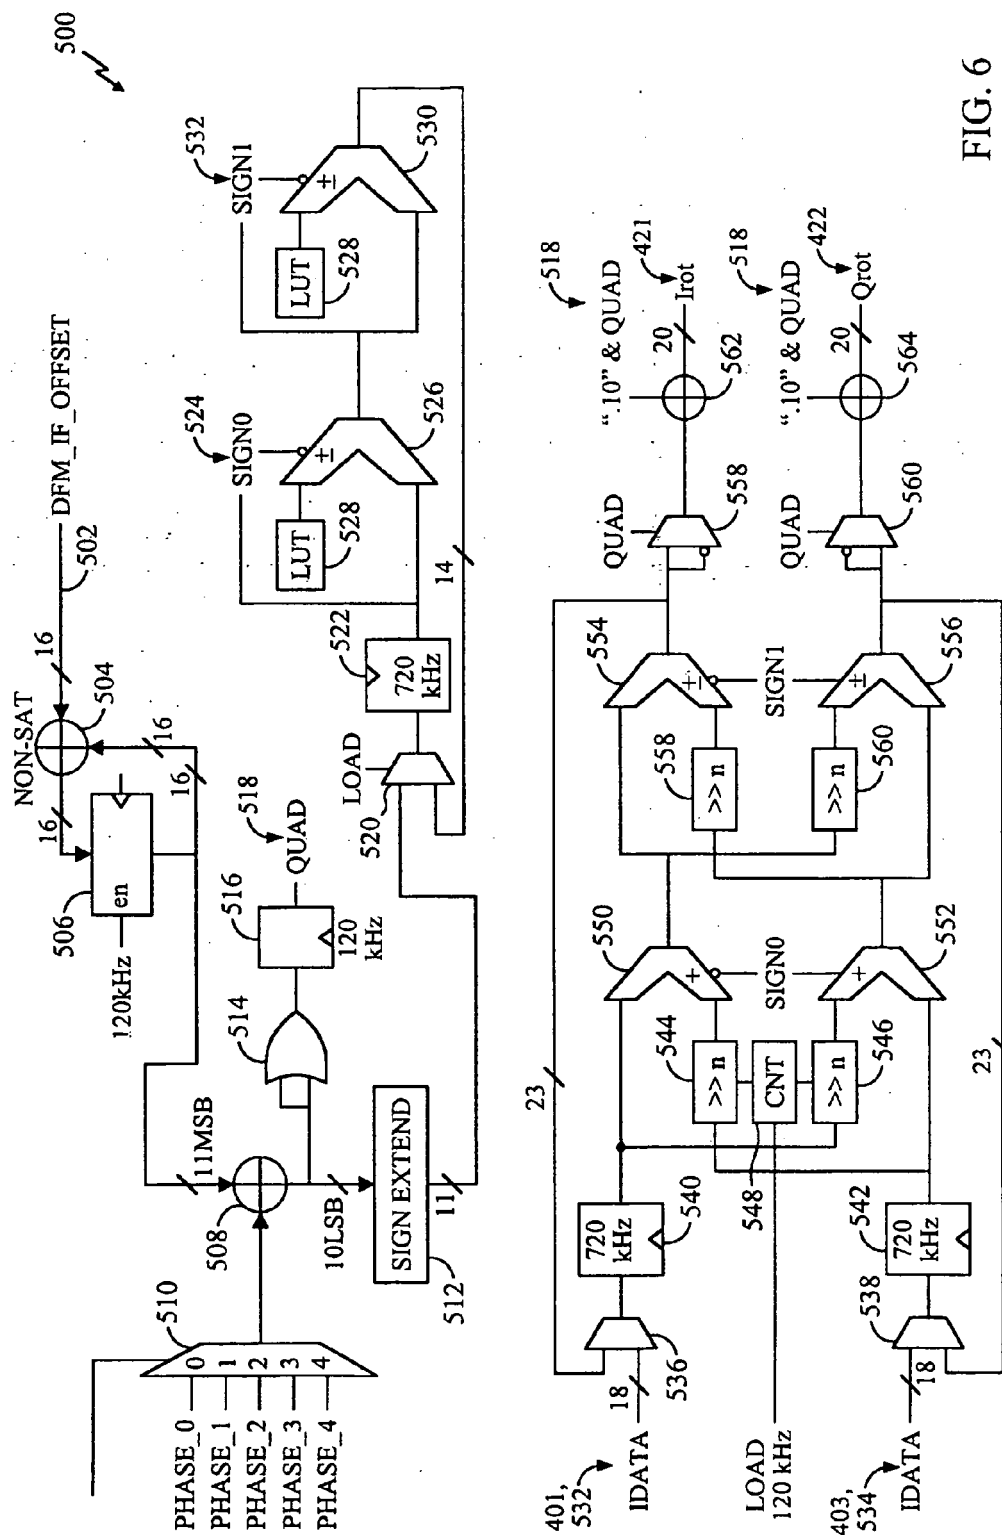 500
DFM_IF_OFFSET
502
16
NON-SAT
504
16
16
16
506
en
120kHz
532
SIGN1
LUT
528
±
530
524
SIGN0
LUT
528
±
526
14
522
720
kHz
LOAD
520
518
QUAD
516
120
kHz
514
11MSB
508
10LSB
SIGN EXTEND
11
512
510
0
1
2
3
4
PHASE_0
PHASE_1
PHASE_2
PHASE_3
PHASE_4
518
".10" & QUAD
421
Irot
20
562
518
".10" & QUAD
422
Qrot
20
564
QUAD
558
QUAD
560
554
±
SIGN1
±
556
558
>> n
>> n
560
550
+
SIGN0
+
552
544
>> n
CNT
>> n
546
548
23
23
720
kHz
540
542
720
kHz
536
538
18
18
401,
532
IDATA
LOAD
120 kHz
403,
534
IDATA
FIG. 6